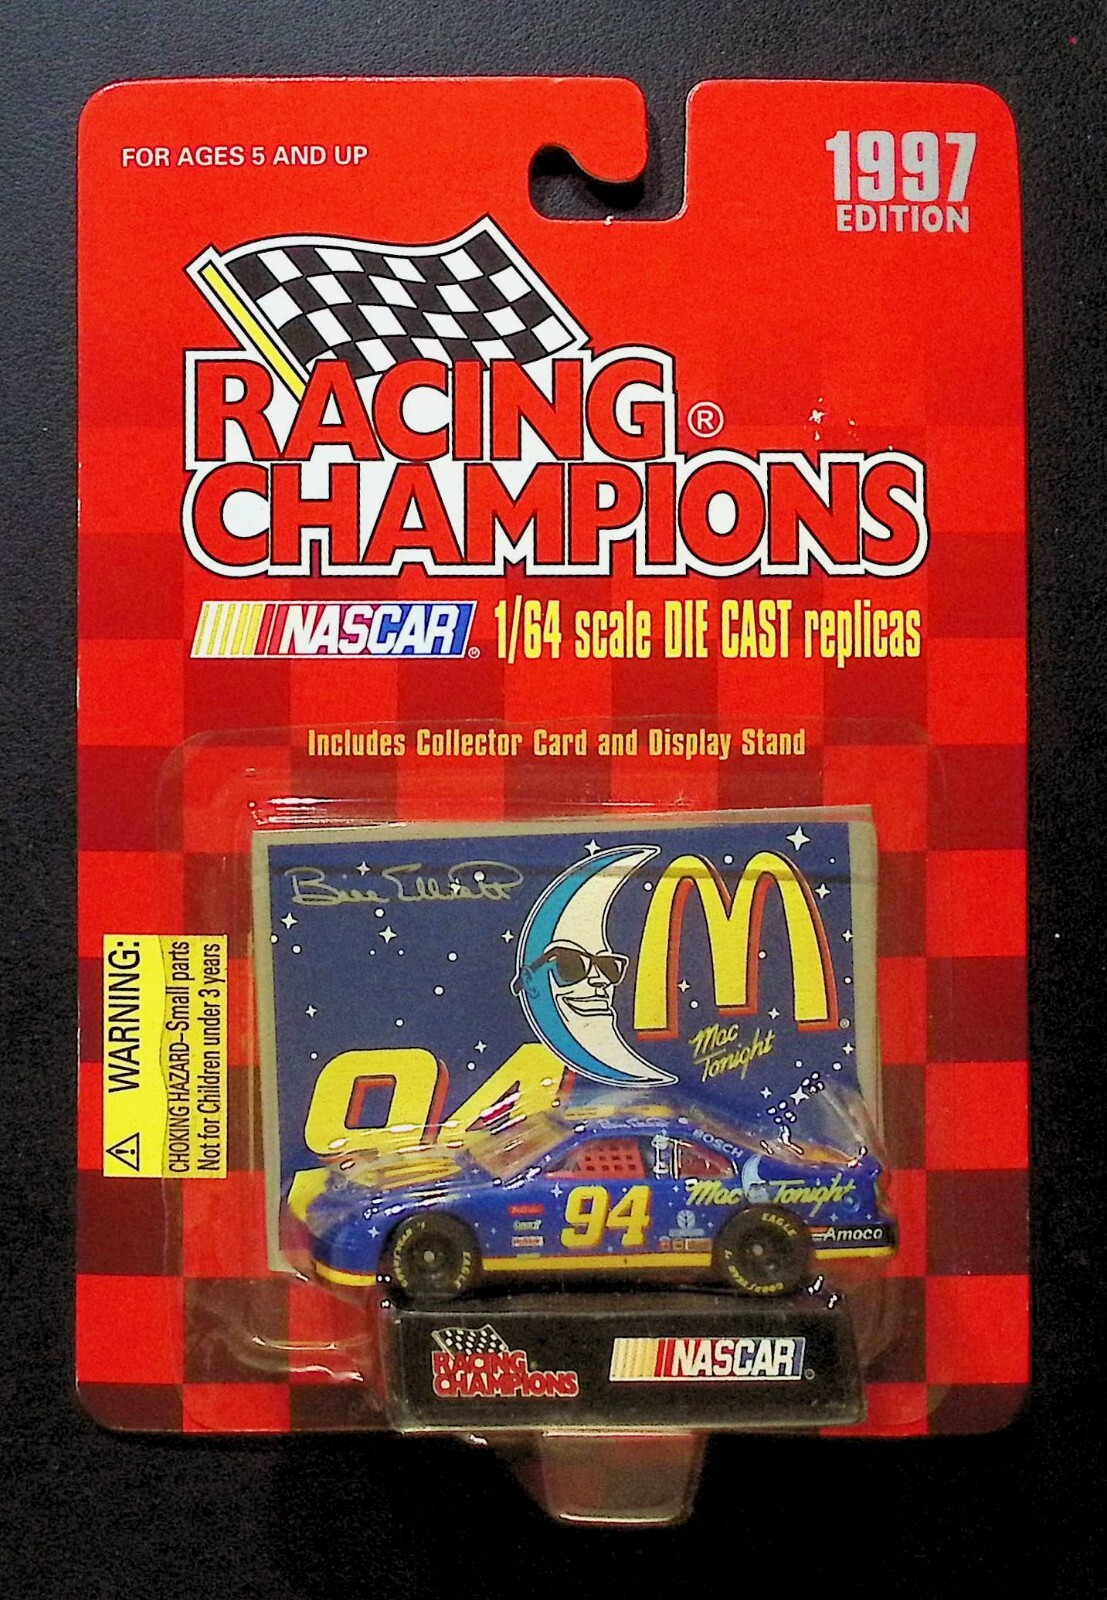 FOR AGES 5 AND UP
1997
EDITION
RACING ®
CHAMPIONS
NASCAR® 1/64 scale DIE CAST replicas
Includes Collector Card and Display Stand
Bill Elliott
M
Mac
Tonight
94
WARNING:
CHOKING HAZARD–Small parts
Not for Children under 3 years
BOSCH
94
Mac Tonight
Amoco
EAGLE
GOODYEAR
EAGLE
RACING
CHAMPIONS
NASCAR